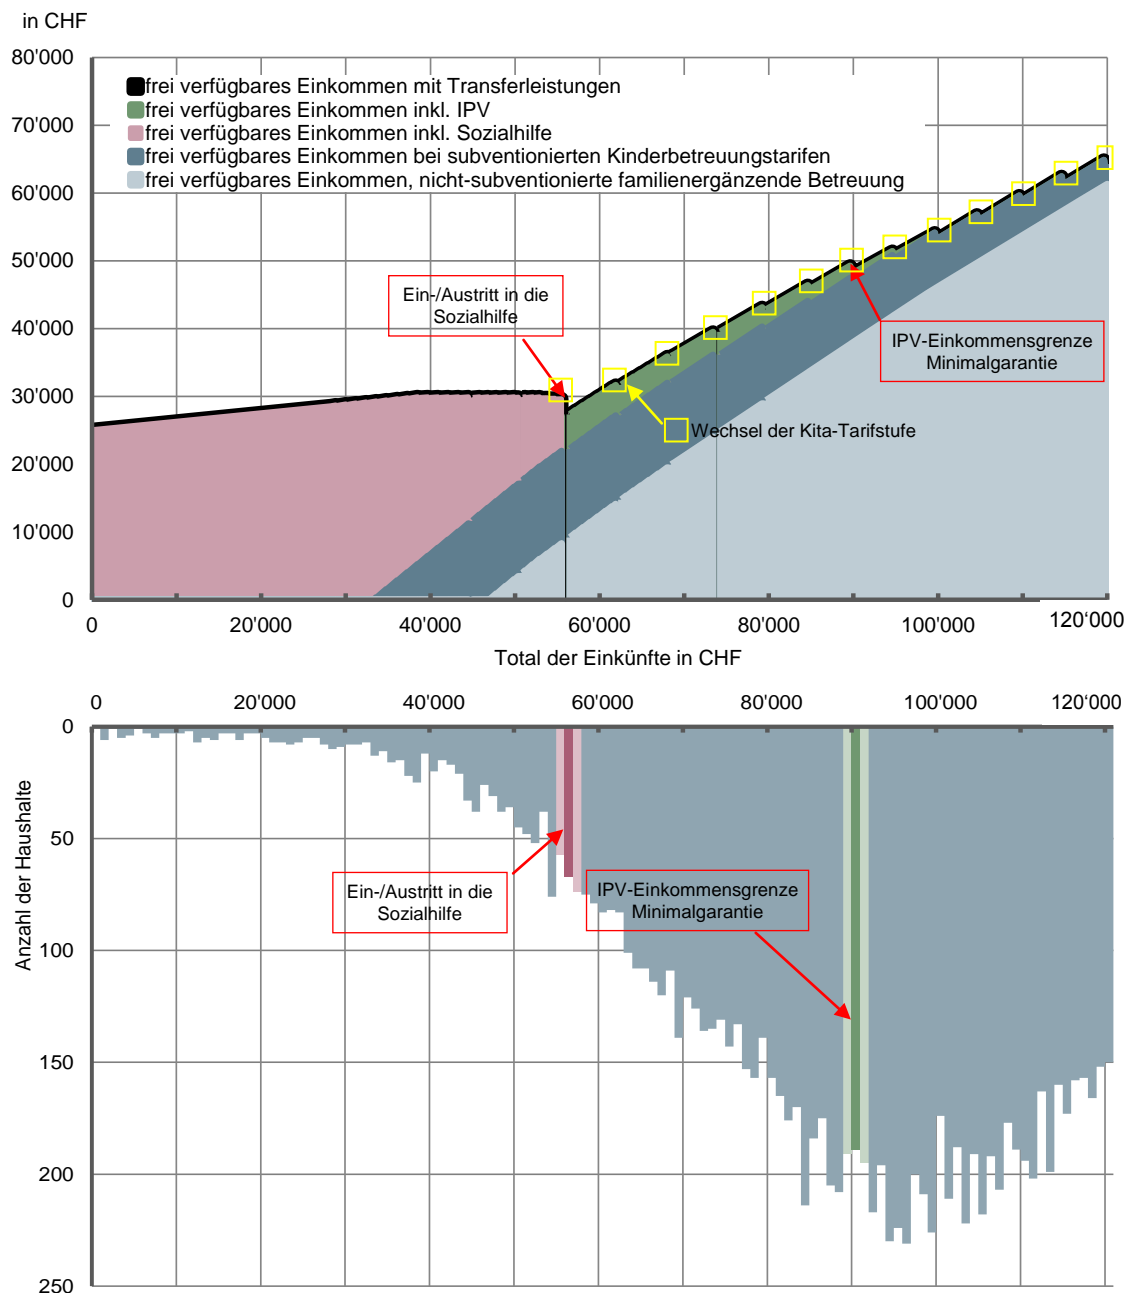 in CHF
80'000
frei verfügbares Einkommen mit Transferleistungen
frei verfügbares Einkommen inkl. IPV
70'000
frei verfügbares Einkommen inkl. Sozialhilfe
frei verfügbares Einkommen bei subventionierten Kinderbetreuungstarifen
frei verfügbares Einkommen, nicht-subventionierte familienergänzende Betreuung
60'000
50'000
Ein-/Austritt in die
Sozialhilfe
40'000
IPV-Einkommensgrenze
Minimalgarantie
30'000
Wechsel der Kita-Tarifstufe
20'000
10'000
0
0 20'000 40'000 60'000 80'000 100'000 120'000
Total der Einkünfte in CHF
0 20'000 40'000 60'000 80'000 100'000 120'000
0
50
Anzahl der Haushalte
Ein-/Austritt in die
Sozialhilfe
IPV-Einkommensgrenze
Minimalgarantie
100
150
200
250